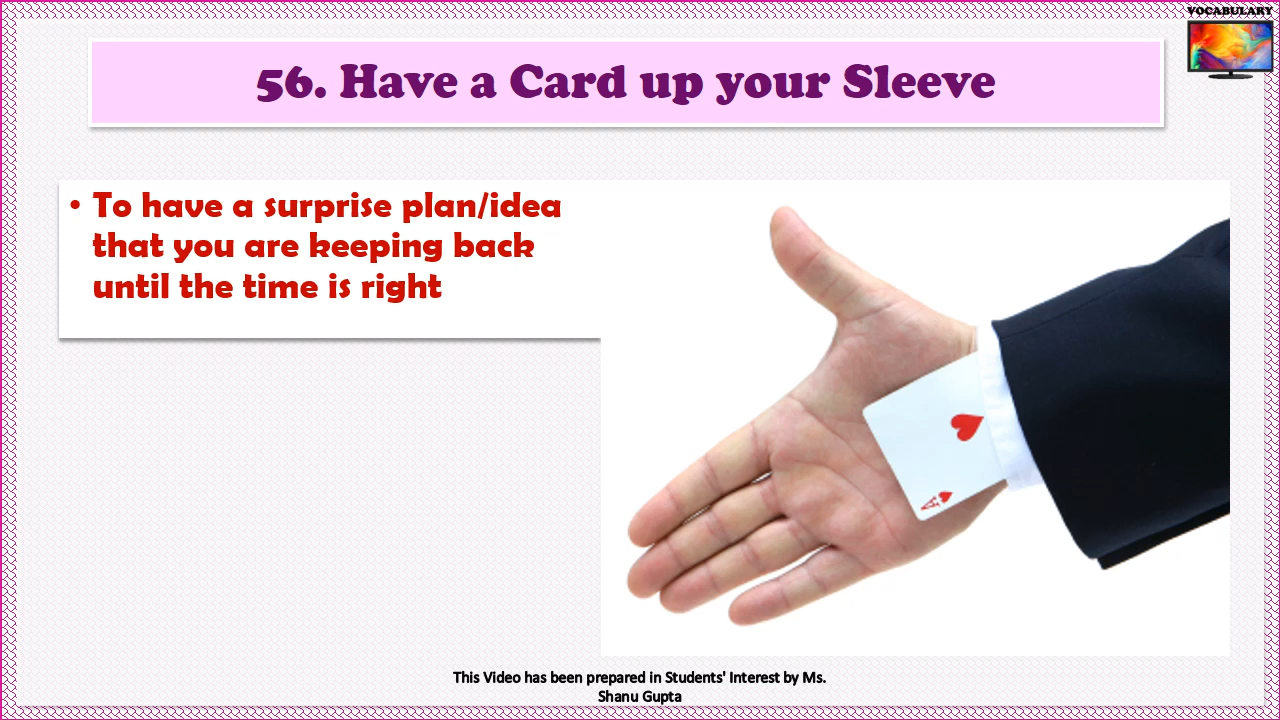 VOCABULARY
56. Have a Card up your Sleeve
• To have a surprise plan/idea
that you are keeping back
until the time is right
A
This Video has been prepared in Students' Interest by Ms.
Shanu Gupta